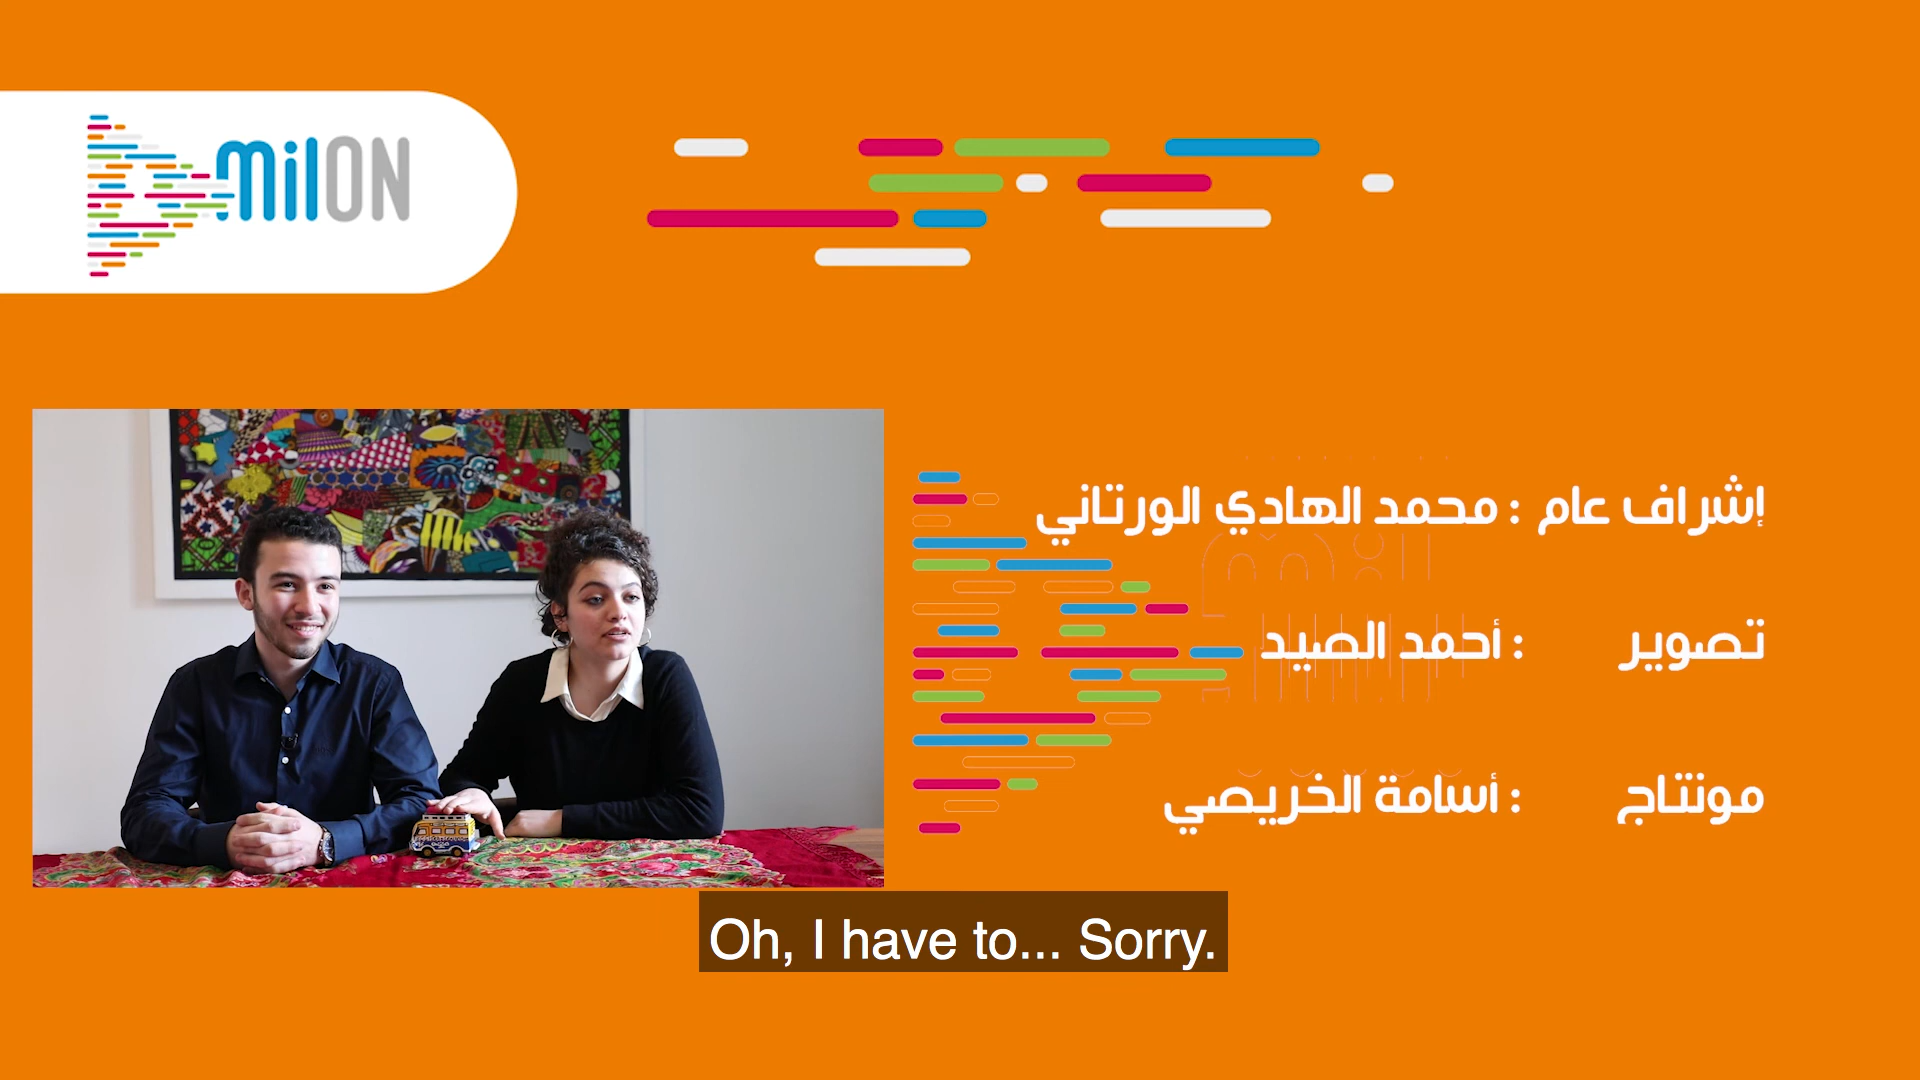 milON
إشراف عام : محمد الهادي الورتاني
تصوير : أحمد الصيد
مونتاج : أسامة الخريصي
Oh, I have to... Sorry.